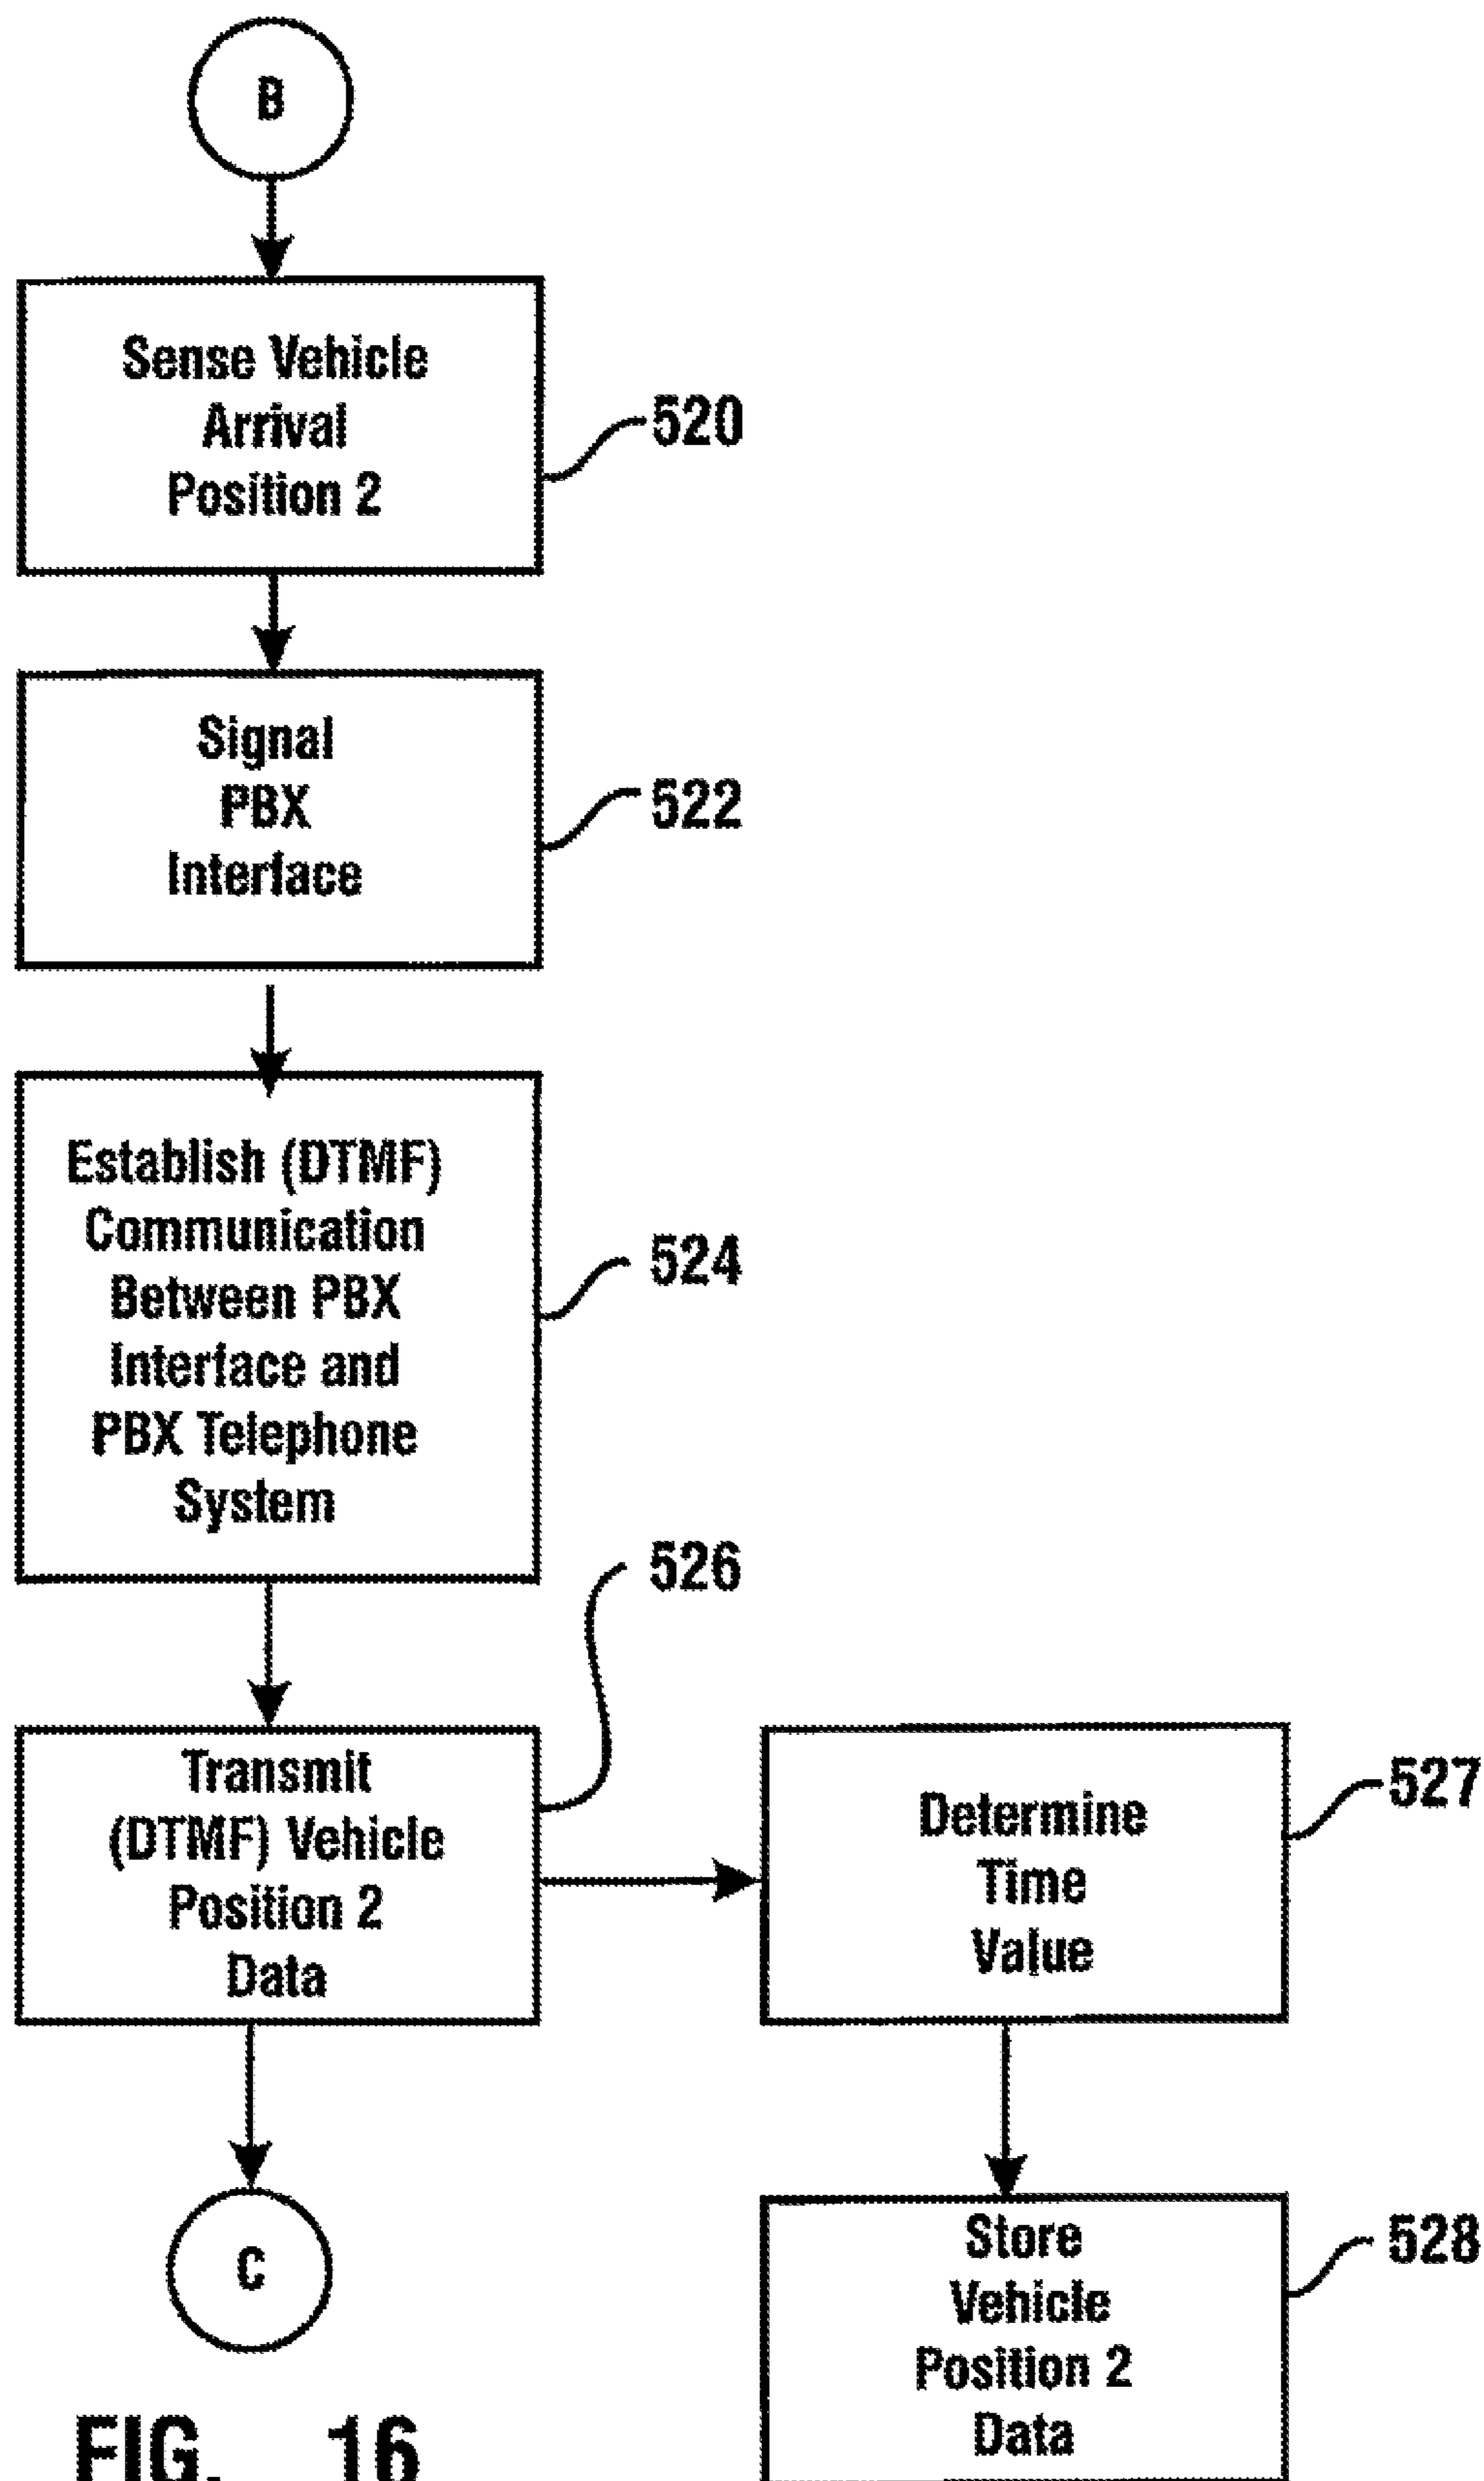 B
Sense Vehicle
Arrival
Position 2
520
Signal
PBX
Interface
522
Establish (DTMF)
Communication
Between PBX
Interface and
PBX Telephone
System
524
526
Transmit
(DTMF) Vehicle
Position 2
Data
Determine
Time
Value
527
C
Store
Vehicle
Position 2
Data
528
FIG. 16